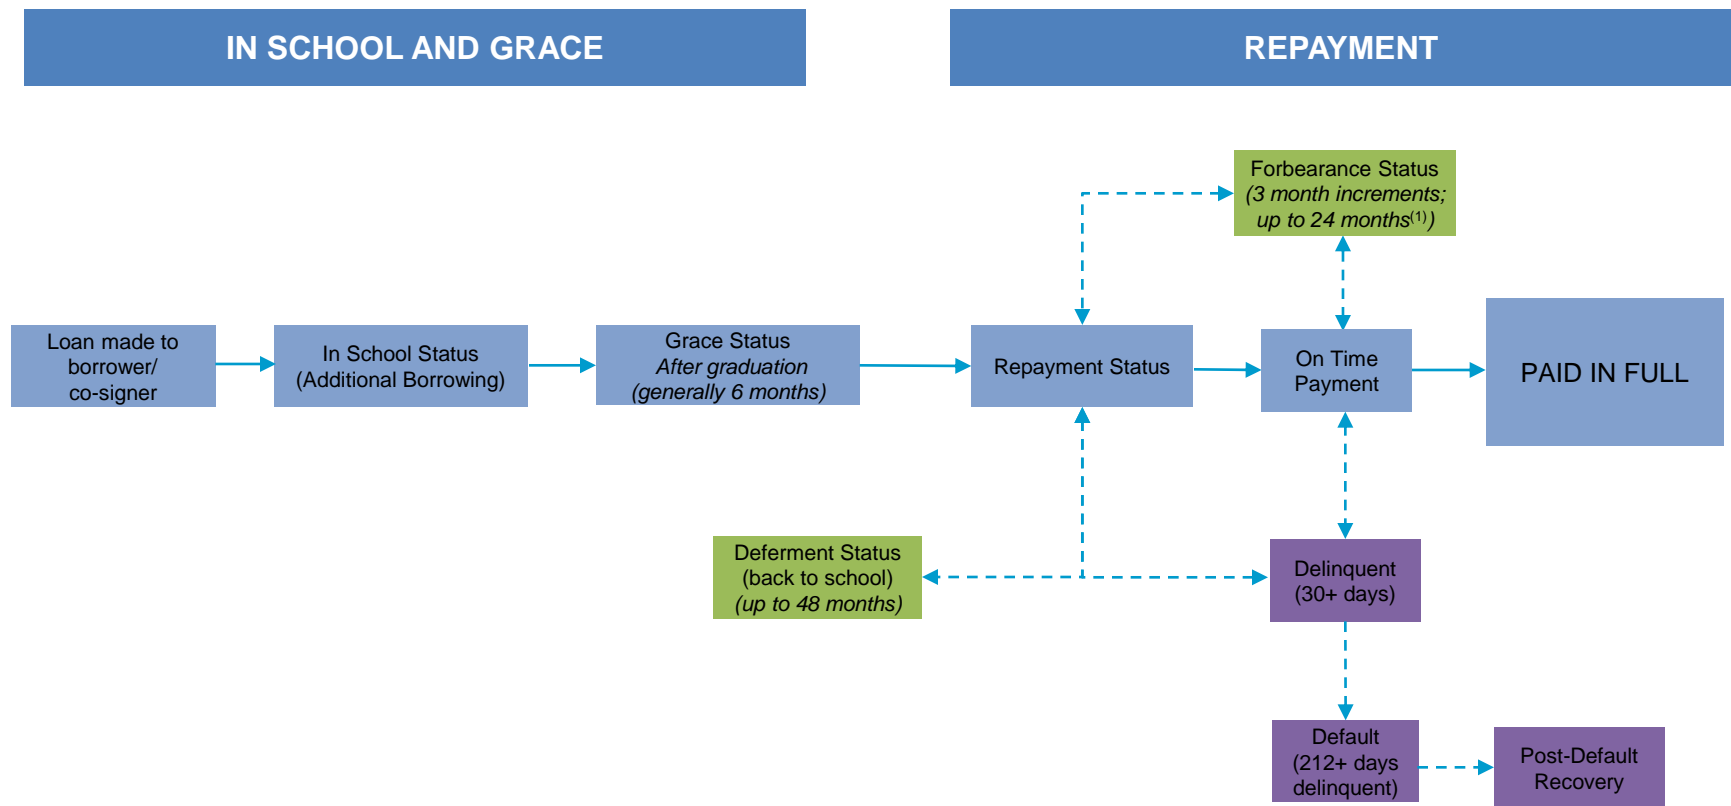 IN SCHOOL AND GRACE
REPAYMENT
Forbearance Status
(3 month increments;
up to 24 months(1))
Loan made to
borrower/
co-signer
In School Status
(Additional Borrowing)
Grace Status
After graduation
(generally 6 months)
Repayment Status
On Time
Payment
PAID IN FULL
Deferment Status
(back to school)
(up to 48 months)
Delinquent
(30+ days)
Default
(212+ days
delinquent)
Post-Default
Recovery